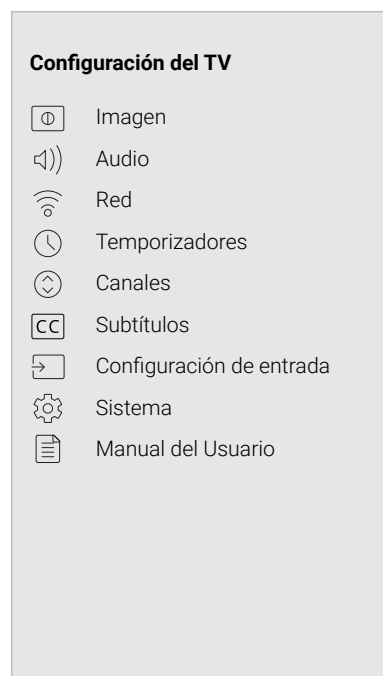 Configuración del TV
Imagen
Audio
Red
Temporizadores
Canales
CC Subtítulos
Configuración de entrada
Sistema
Manual del Usuario